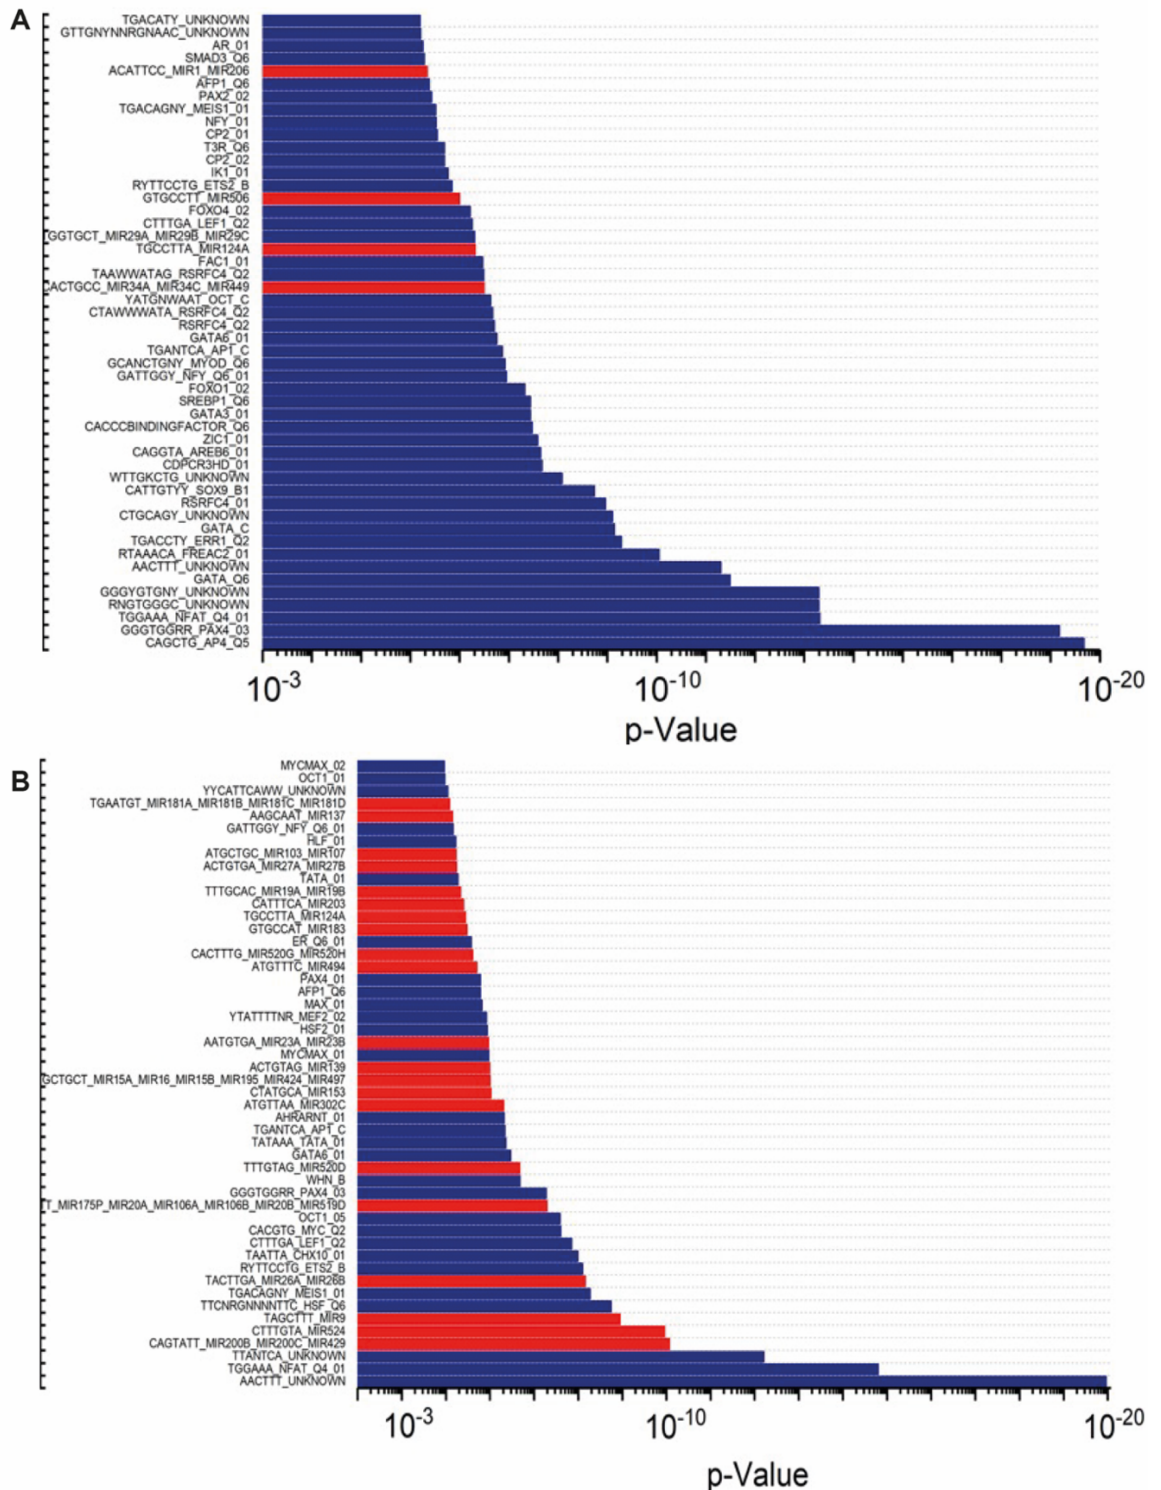 A
TGACATY_UNKNOWN
GTTGNYNNRGNAAC_UNKNOWN
AR_01
SMAD3_Q6
ACATTCC_MIR1_MIR206
AFP1_Q6
PAX2_02
TGACAGNY_MEIS1_01
NFY_01
CP2_01
T3R_Q6
CP2_02
IK1_01
RYTTCCTG_ETS2_B
GTGCCTT_MIR506
FOXO4_02
CTTTGA_LEF1_Q2
GGTGCT_MIR29A_MIR29B_MIR29C
TGCCTTA_MIR124A
FAC1_01
TAAWWATAG_RSRFC4_Q2
CACTGCC_MIR34A_MIR34C_MIR449
YATGNWAAT_OCT_C
CTAWWWATA_RSRFC4_Q2
RSRFC4_Q2
GATA6_01
TGANTCA_AP1_C
GCANCTGNY_MYOD_Q6
GATTGGY_NFY_Q6_01
FOXO1_02
SREBP1_Q6
GATA3_01
CACCCBINDINGFACTOR_Q6
ZIC1_01
CAGGTA_AREB6_01
CDPCR3HD_01
WTTGKCTG_UNKNOWN
CATTGTYY_SOX9_B1
RSRFC4_01
CTGCAGY_UNKNOWN
GATA_C
TGACCTY_ERR1_Q2
RTAAACA_FREAC2_01
AACTTT_UNKNOWN
GATA_Q6
GGGYGTGNY_UNKNOWN
RNGTGGGC_UNKNOWN
TGGAAA_NFAT_Q4_01
GGGTGGRR_PAX4_03
CAGCTG_AP4_Q5
10-3 10-10 10-20
p-Value
B
MYCMAX_02
OCT1_01
YYCATTCAWW_UNKNOWN
TGAATGT_MIR181A_MIR181B_MIR181C_MIR181D
AAGCAAT_MIR137
GATTGGY_NFY_Q6_01
HLF_01
ATGCTGC_MIR103_MIR107
ACTGTGA_MIR27A_MIR27B
TATA_01
TTTGCAC_MIR19A_MIR19B
CATTTCA_MIR203
TGCCTTA_MIR124A
GTGCCAT_MIR183
ER_Q6_01
CACTTTG_MIR520G_MIR520H
ATGTTTC_MIR494
PAX4_01
AFP1_Q6
MAX_01
YTATTTTNR_MEF2_02
HSF2_01
AATGTGA_MIR23A_MIR23B
MYCMAX_01
ACTGTAG_MIR139
GCTGCT_MIR15A_MIR16_MIR15B_MIR195_MIR424_MIR497
CTATGCA_MIR153
ATGTTAA_MIR302C
AHRARNT_01
TGANTCA_AP1_C
TATAAA_TATA_01
GATA6_01
TTTGTAG_MIR520D
WHN_B
GGGTGGRR_PAX4_03
T_MIR175P_MIR20A_MIR106A_MIR106B_MIR20B_MIR519D
OCT1_05
CACGTG_MYC_Q2
CTTTGA_LEF1_Q2
TAATTA_CHX10_01
RYTTCCTG_ETS2_B
TACTTGA_MIR26A_MIR26B
TGACAGNY_MEIS1_01
TTCNRGNNNNTTC_HSF_Q6
TAGCTTT_MIR9
CTTTGTA_MIR524
CAGTATT_MIR200B_MIR200C_MIR429
TTANTCA_UNKNOWN
TGGAAA_NFAT_Q4_01
AACTTT_UNKNOWN
10-3 10-10 10-20
p-Value